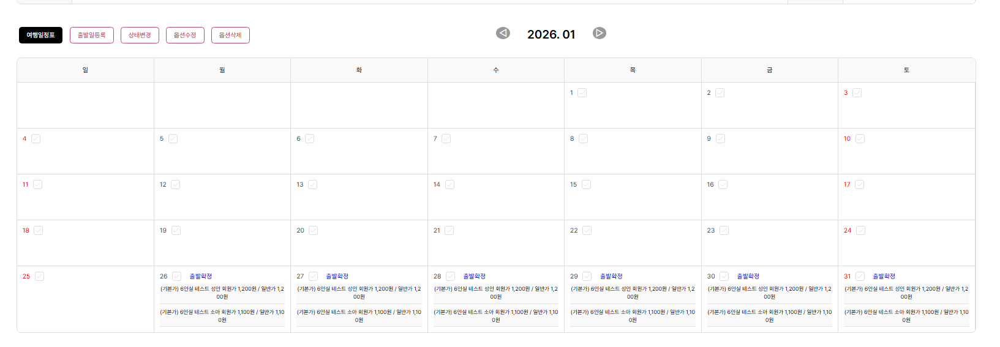 여행일정표 출발일등록 상태변경 옵션수정 옵션삭제 2026. 01
일 월 화 수 목 금 토
1 2 3
4 5 6 7 8 9 10
11 12 13 14 15 16 17
18 19 20 21 22 23 24
25
26 출발확정
(기본가) 6인실 테스트 성인 회원가 1,200원 / 일반가 1,2
00원
(기본가) 6인실 테스트 소아 회원가 1,100원 / 일반가 1,10
0원
27 출발확정
(기본가) 6인실 테스트 성인 회원가 1,200원 / 일반가 1,2
00원
(기본가) 6인실 테스트 소아 회원가 1,100원 / 일반가 1,10
0원
28 출발확정
(기본가) 6인실 테스트 성인 회원가 1,200원 / 일반가 1,2
00원
(기본가) 6인실 테스트 소아 회원가 1,100원 / 일반가 1,10
0원
29 출발확정
(기본가) 6인실 테스트 성인 회원가 1,200원 / 일반가 1,2
00원
(기본가) 6인실 테스트 소아 회원가 1,100원 / 일반가 1,10
0원
30 출발확정
(기본가) 6인실 테스트 성인 회원가 1,200원 / 일반가 1,2
00원
(기본가) 6인실 테스트 소아 회원가 1,100원 / 일반가 1,10
0원
31 출발확정
(기본가) 6인실 테스트 성인 회원가 1,200원 / 일반가 1,2
00원
(기본가) 6인실 테스트 소아 회원가 1,100원 / 일반가 1,10
0원